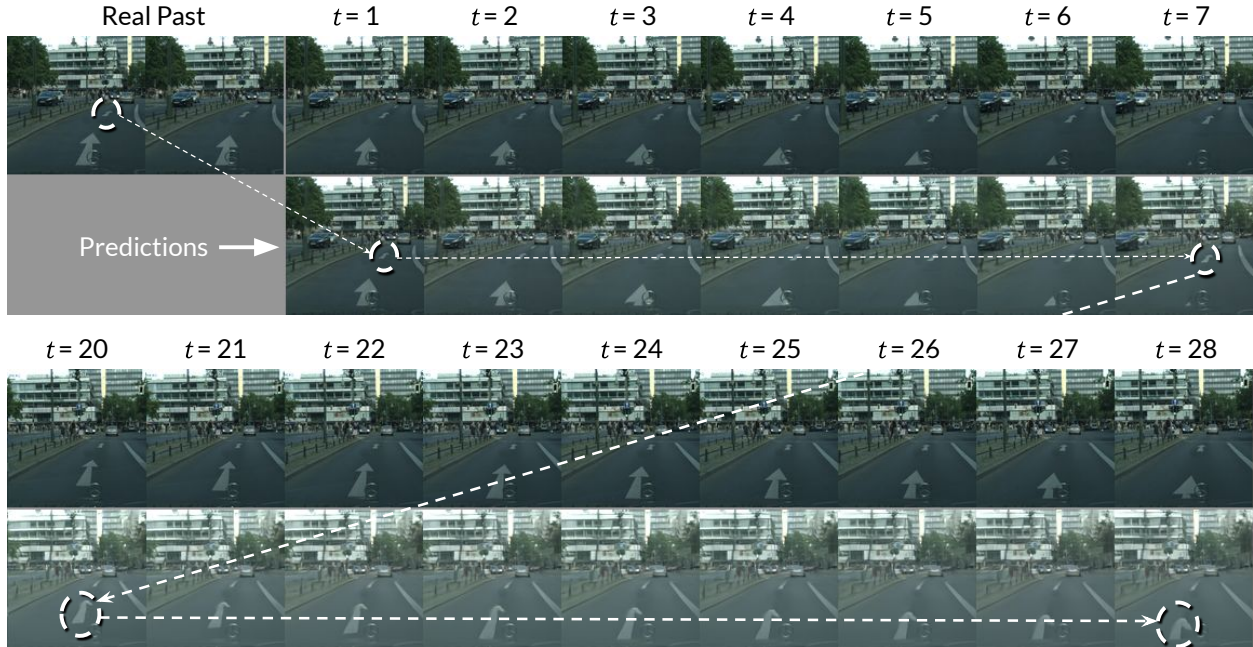 Real Past t = 1 t = 2 t = 3 t = 4 t = 5 t = 6 t = 7
Predictions
t = 20 t = 21 t = 22 t = 23 t = 24 t = 25 t = 26 t = 27 t = 28